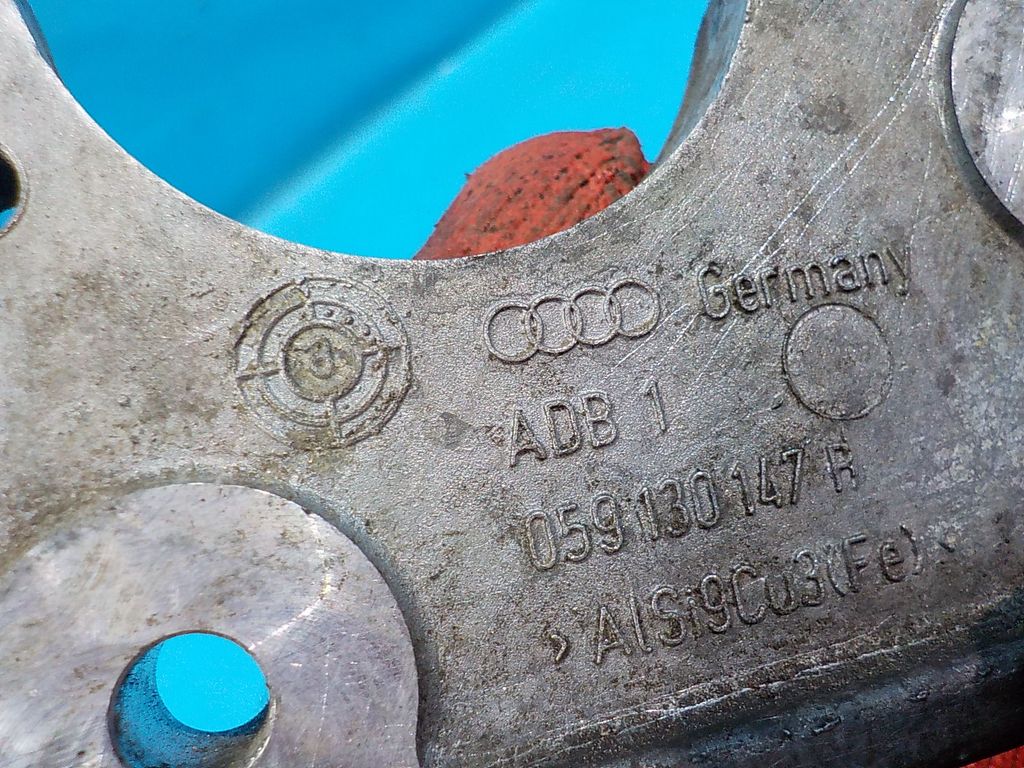 Germany
ADB 1
059 130 147 R
>AlSi9Cu3(Fe)<